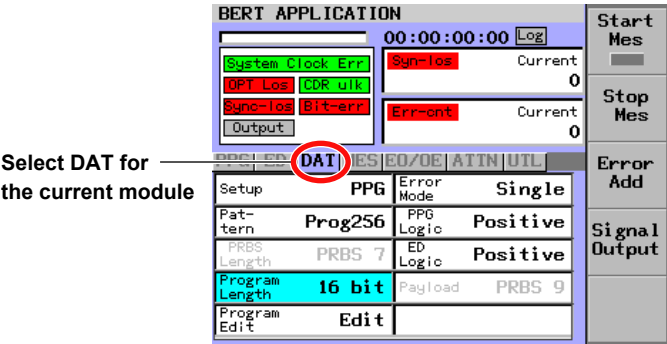 BERT APPLICATION
00:00:00:00 Log
System Clock Err
OPT Los CDR ulk
Sync-los Bit-err
Output
Syn-los Current
0
Err-cnt Current
0
Select DAT for
the current module
PPG ED DAT MES EO/OE ATTN UTL
Setup PPG
Error
Mode Single
Pat-
tern Prog256
PPG
Logic Positive
PRBS
Length PRBS 7
ED
Logic Positive
Program
Length 16 bit
Payload PRBS 9
Program
Edit Edit
Start
Mes
Stop
Mes
Error
Add
Signal
Output